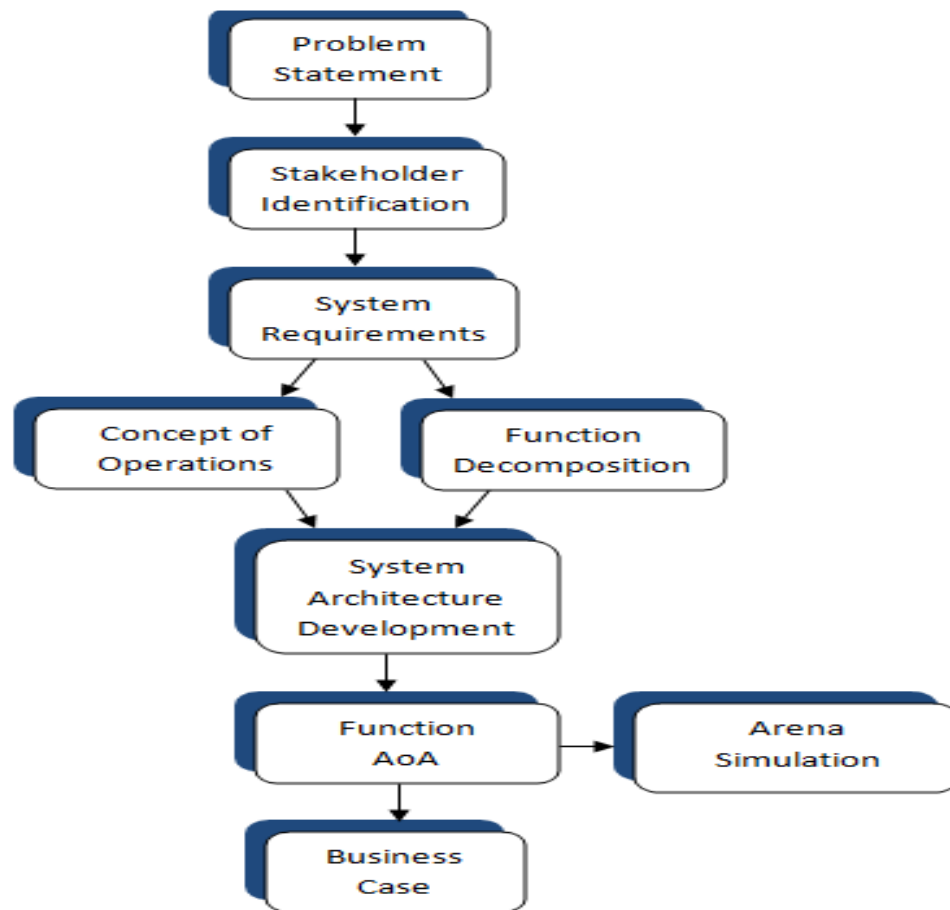 Problem
Statement
Stakeholder
Identification
System
Requirements
Concept of
Operations
Function
Decomposition
System
Architecture
Development
Function
AoA
Arena
Simulation
Business
Case